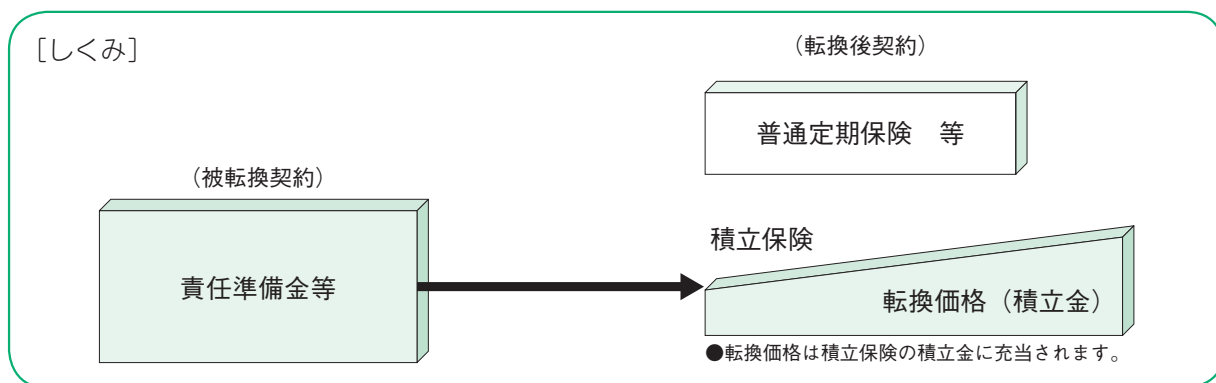 [しくみ]
（転換後契約）
普通定期保険　等
（被転換契約）
責任準備金等
積立保険
転換価格（積立金）
●転換価格は積立保険の積立金に充当されます。